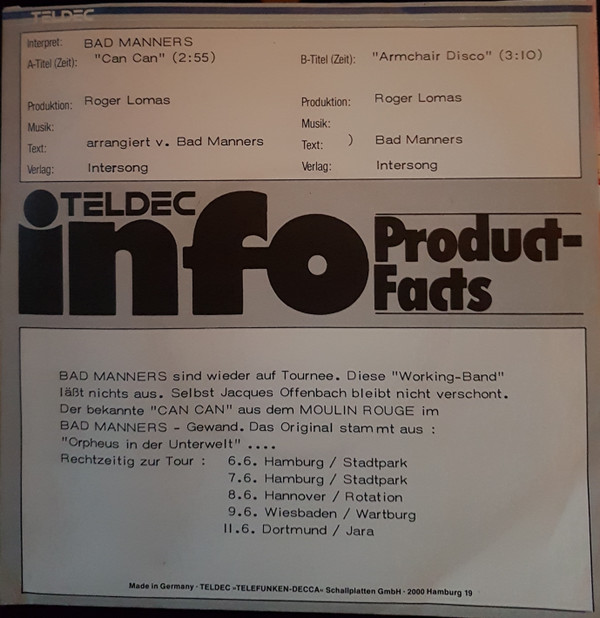 TELDEC
Interpret: BAD MANNERS
A-Titel (Zeit): "Can Can" (2:55)
B-Titel (Zeit): "Armchair Disco" (3:10)
Produktion: Roger Lomas
Produktion: Roger Lomas
Musik:
Musik:
Text: arrangiert v. Bad Manners
Text: ) Bad Manners
Verlag: Intersong
Verlag: Intersong
TELDEC
info
Product-
Facts
BAD MANNERS sind wieder auf Tournee. Diese "Working-Band"
läßt nichts aus. Selbst Jacques Offenbach bleibt nicht verschont.
Der bekannte "CAN CAN" aus dem MOULIN ROUGE im
BAD MANNERS - Gewand. Das Original stammt aus :
"Orpheus in der Unterwelt" ....
Rechtzeitig zur Tour : 6.6. Hamburg / Stadtpark
7.6. Hamburg / Stadtpark
8.6. Hannover / Rotation
9.6. Wiesbaden / Wartburg
11.6. Dortmund / Jara
Made in Germany · TELDEC »TELEFUNKEN-DECCA« Schallplatten GmbH · 2000 Hamburg 19